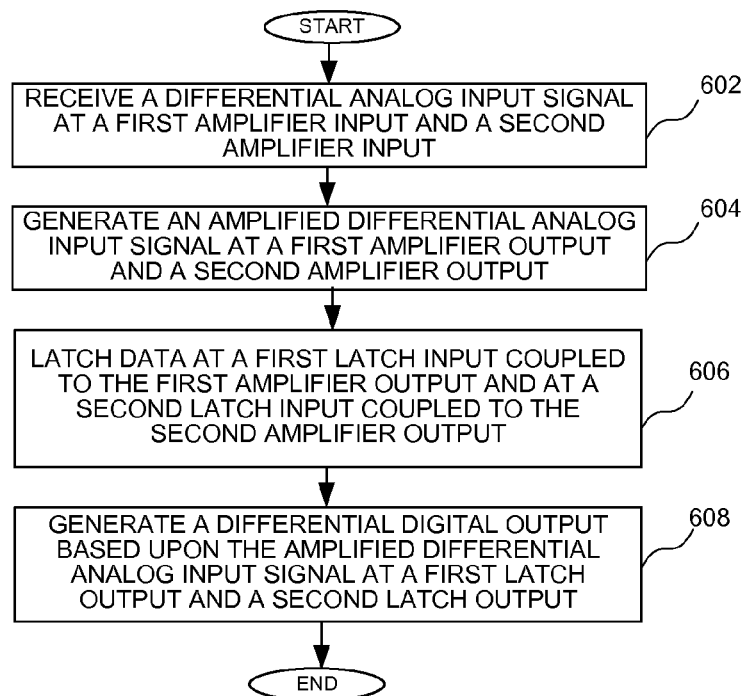 START
RECEIVE A DIFFERENTIAL ANALOG INPUT SIGNAL
AT A FIRST AMPLIFIER INPUT AND A SECOND
AMPLIFIER INPUT
602
GENERATE AN AMPLIFIED DIFFERENTIAL ANALOG
INPUT SIGNAL AT A FIRST AMPLIFIER OUTPUT
AND A SECOND AMPLIFIER OUTPUT
604
LATCH DATA AT A FIRST LATCH INPUT COUPLED
TO THE FIRST AMPLIFIER OUTPUT AND AT A
SECOND LATCH INPUT COUPLED TO THE
SECOND AMPLIFIER OUTPUT
606
GENERATE A DIFFERENTIAL DIGITAL OUTPUT
BASED UPON THE AMPLIFIED DIFFERENTIAL
ANALOG INPUT SIGNAL AT A FIRST LATCH
OUTPUT AND A SECOND LATCH OUTPUT
608
END